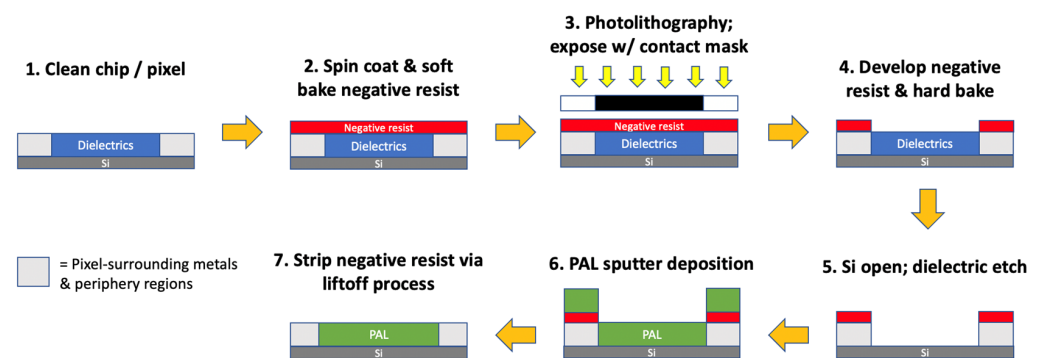 1. Clean chip / pixel
Dielectrics
Si
2. Spin coat & soft
bake negative resist
Negative resist
Dielectrics
Si
3. Photolithography;
expose w/ contact mask
Negative resist
Dielectrics
Si
4. Develop negative
resist & hard bake
Dielectrics
Si
5. Si open; dielectric etch
Si
6. PAL sputter deposition
PAL
Si
7. Strip negative resist via
liftoff process
PAL
Si
= Pixel-surrounding metals
& periphery regions